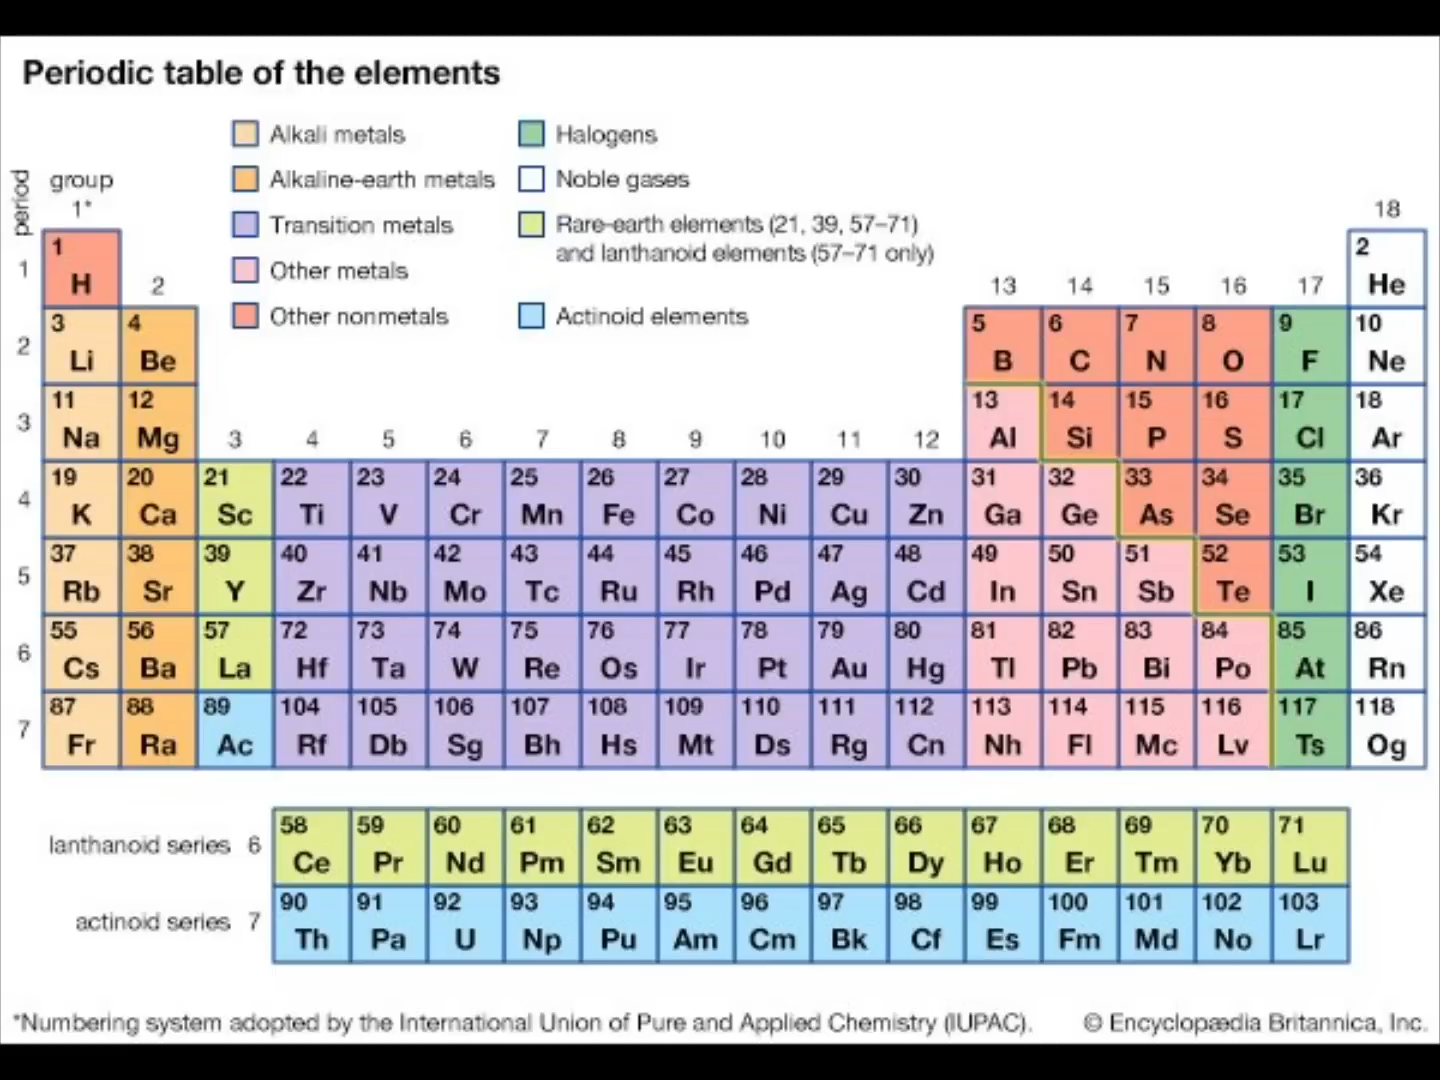 Periodic table of the elements
Alkali metals
Alkaline-earth metals
Transition metals
Other metals
Other nonmetals
Halogens
Noble gases
Rare-earth elements (21, 39, 57–71)
and lanthanoid elements (57–71 only)
Actinoid elements
period
group
1* 18
1 2
1 H He
2 13 14 15 16 17
3 4 5 6 7 8 9 10
2 Li Be B C N O F Ne
11 12 13 14 15 16 17 18
3 Na Mg Al Si P S Cl Ar
3 4 5 6 7 8 9 10 11 12
19 20 21 22 23 24 25 26 27 28 29 30 31 32 33 34 35 36
4 K Ca Sc Ti V Cr Mn Fe Co Ni Cu Zn Ga Ge As Se Br Kr
37 38 39 40 41 42 43 44 45 46 47 48 49 50 51 52 53 54
5 Rb Sr Y Zr Nb Mo Tc Ru Rh Pd Ag Cd In Sn Sb Te I Xe
55 56 57 72 73 74 75 76 77 78 79 80 81 82 83 84 85 86
6 Cs Ba La Hf Ta W Re Os Ir Pt Au Hg Tl Pb Bi Po At Rn
87 88 89 104 105 106 107 108 109 110 111 112 113 114 115 116 117 118
7 Fr Ra Ac Rf Db Sg Bh Hs Mt Ds Rg Cn Nh Fl Mc Lv Ts Og
58 59 60 61 62 63 64 65 66 67 68 69 70 71
lanthanoid series 6 Ce Pr Nd Pm Sm Eu Gd Tb Dy Ho Er Tm Yb Lu
90 91 92 93 94 95 96 97 98 99 100 101 102 103
actinoid series 7 Th Pa U Np Pu Am Cm Bk Cf Es Fm Md No Lr
*Numbering system adopted by the International Union of Pure and Applied Chemistry (IUPAC). © Encyclopædia Britannica, Inc.